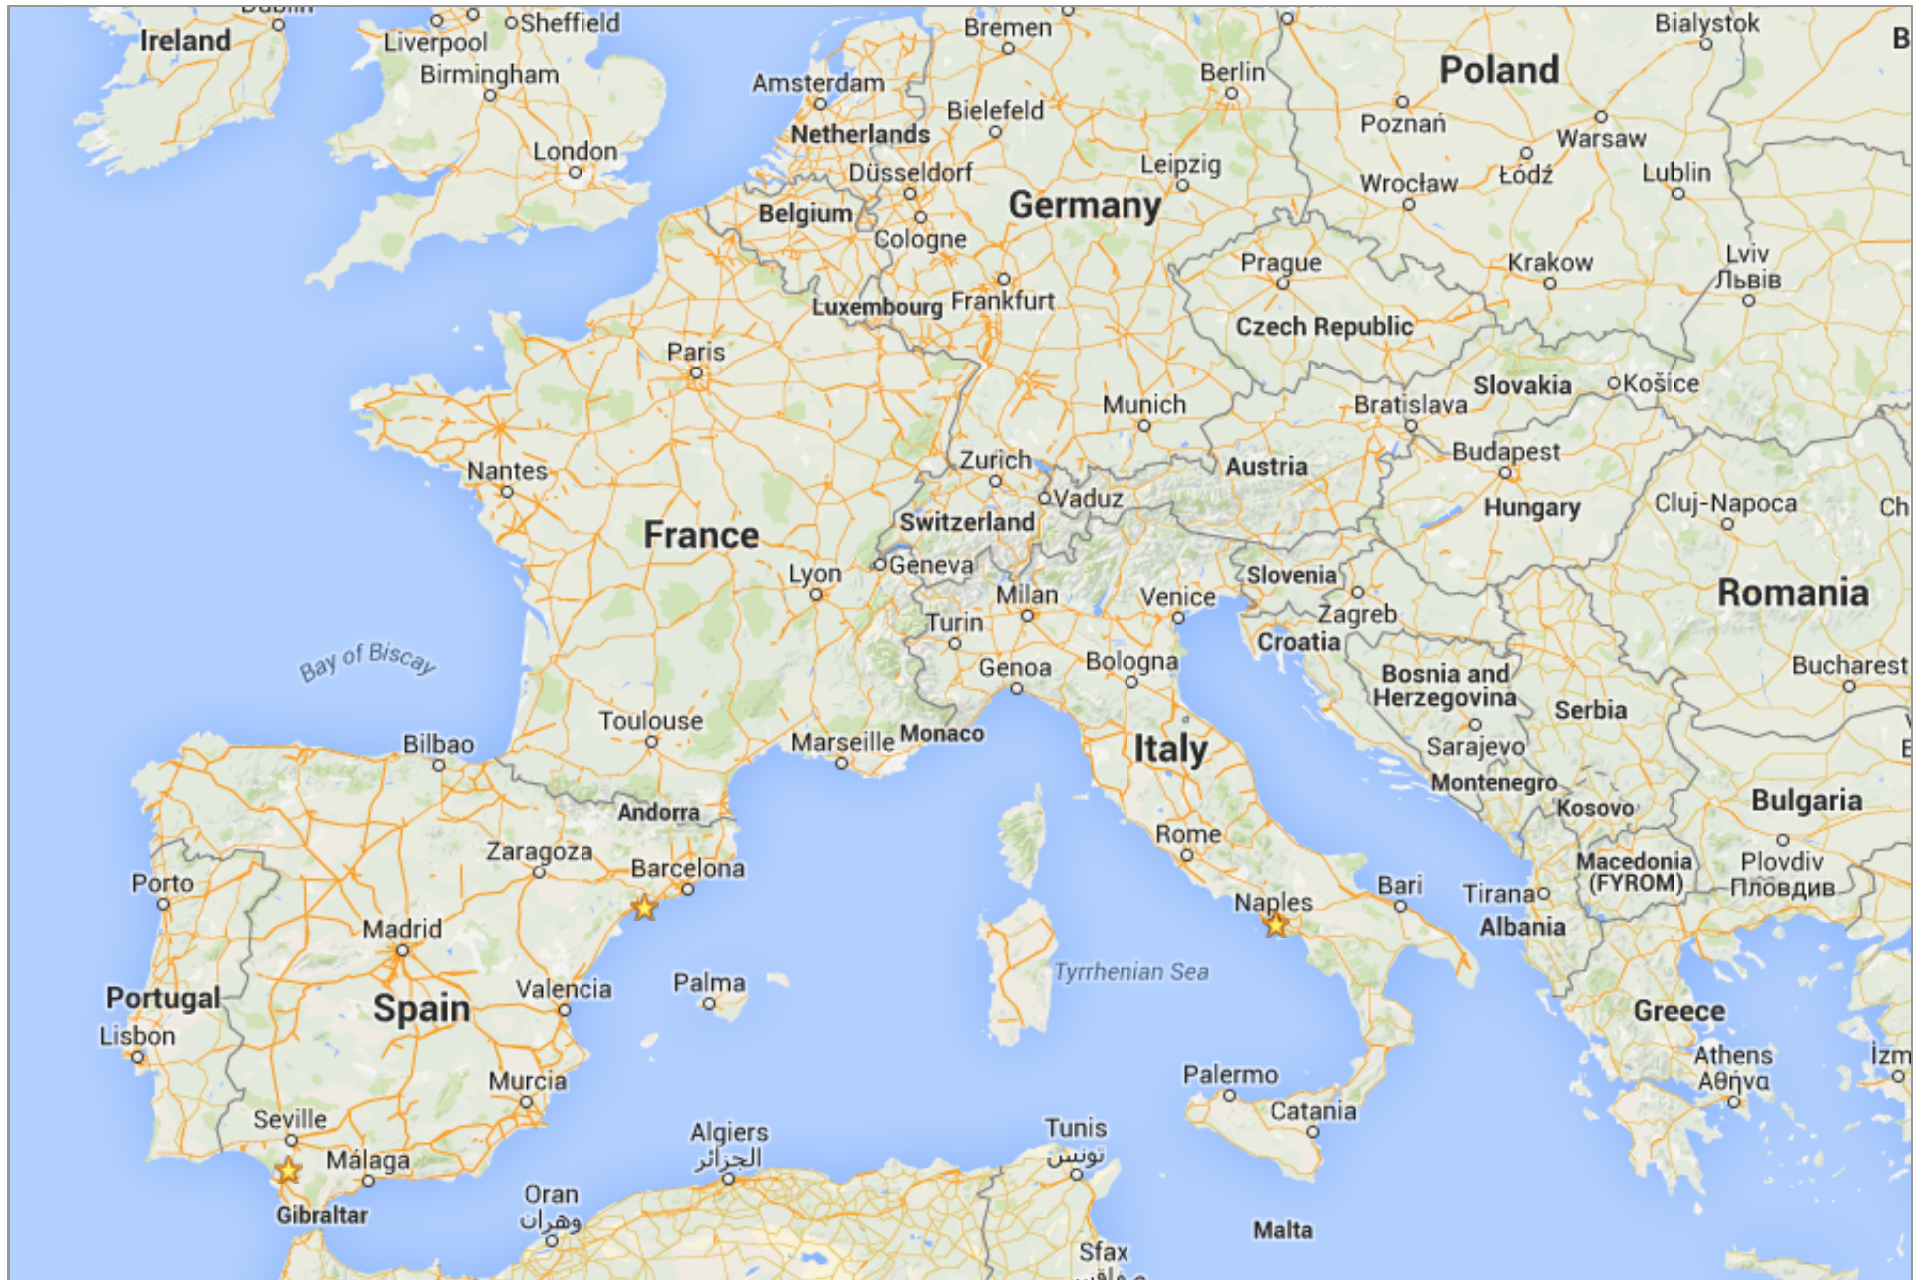 Dublin
Ireland
Liverpool
Sheffield
Birmingham
London
Bremen
Amsterdam
Netherlands
Bielefeld
Berlin
Poland
Bialystok
B
Poznań
Warsaw
Łódź
Wrocław
Lublin
Düsseldorf
Leipzig
Belgium
Germany
Cologne
Prague
Krakow
Lviv
Львів
Luxembourg
Frankfurt
Czech Republic
Paris
Slovakia
Košice
Munich
Bratislava
Nantes
Zurich
Austria
Budapest
Vaduz
Switzerland
Hungary
Cluj-Napoca
Ch
France
Lyon
Geneva
Slovenia
Milan
Venice
Zagreb
Romania
Turin
Croatia
Bay of Biscay
Genoa
Bologna
Bosnia and
Herzegovina
Bucharest
Serbia
Toulouse
Marseille
Monaco
Italy
Sarajevo
Bilbao
Montenegro
Andorra
Kosovo
Bulgaria
Rome
Zaragoza
Barcelona
Macedonia
(FYROM)
Plovdiv
Пловдив
Porto
Naples
Bari
Tirana
Albania
Madrid
Tyrrhenian Sea
Portugal
Spain
Valencia
Palma
Greece
Lisbon
Athens
Αθήνα
İzm
Murcia
Palermo
Seville
Catania
Algiers
الجزائر
Tunis
تونس
Málaga
Oran
وهران
Gibraltar
Malta
Sfax